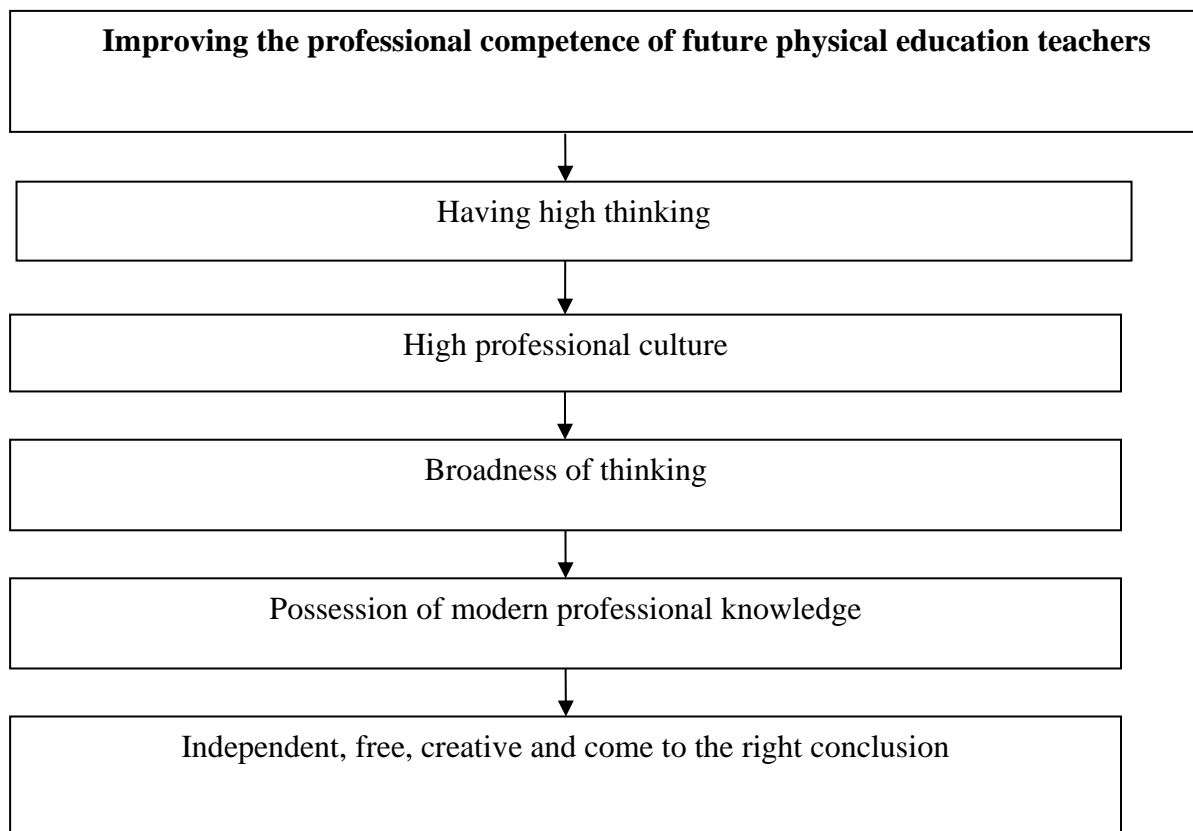 Improving the professional competence of future physical education teachers
Having high thinking
High professional culture
Broadness of thinking
Possession of modern professional knowledge
Independent, free, creative and come to the right conclusion